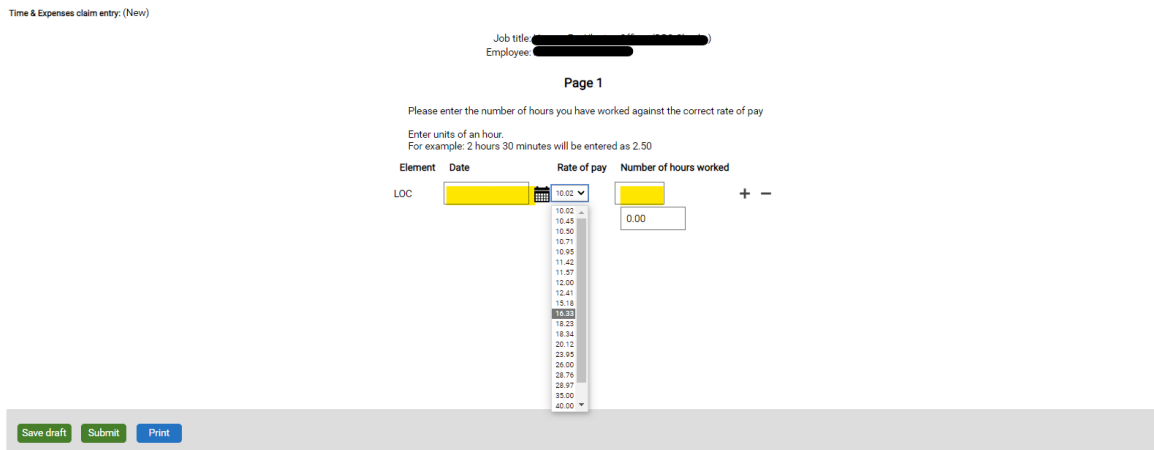 Time & Expenses claim entry: (New)
Job title:
Employee:
Page 1
Please enter the number of hours you have worked against the correct rate of pay
Enter units of an hour.
For example: 2 hours 30 minutes will be entered as 2.50
Element Date Rate of pay Number of hours worked
LOC 10.02 + −
0.00
10.02
10.45
10.50
10.71
10.95
11.42
11.57
12.00
12.41
15.18
16.33
18.23
18.34
20.12
23.95
26.00
28.76
28.97
35.00
40.00
Save draft Submit Print